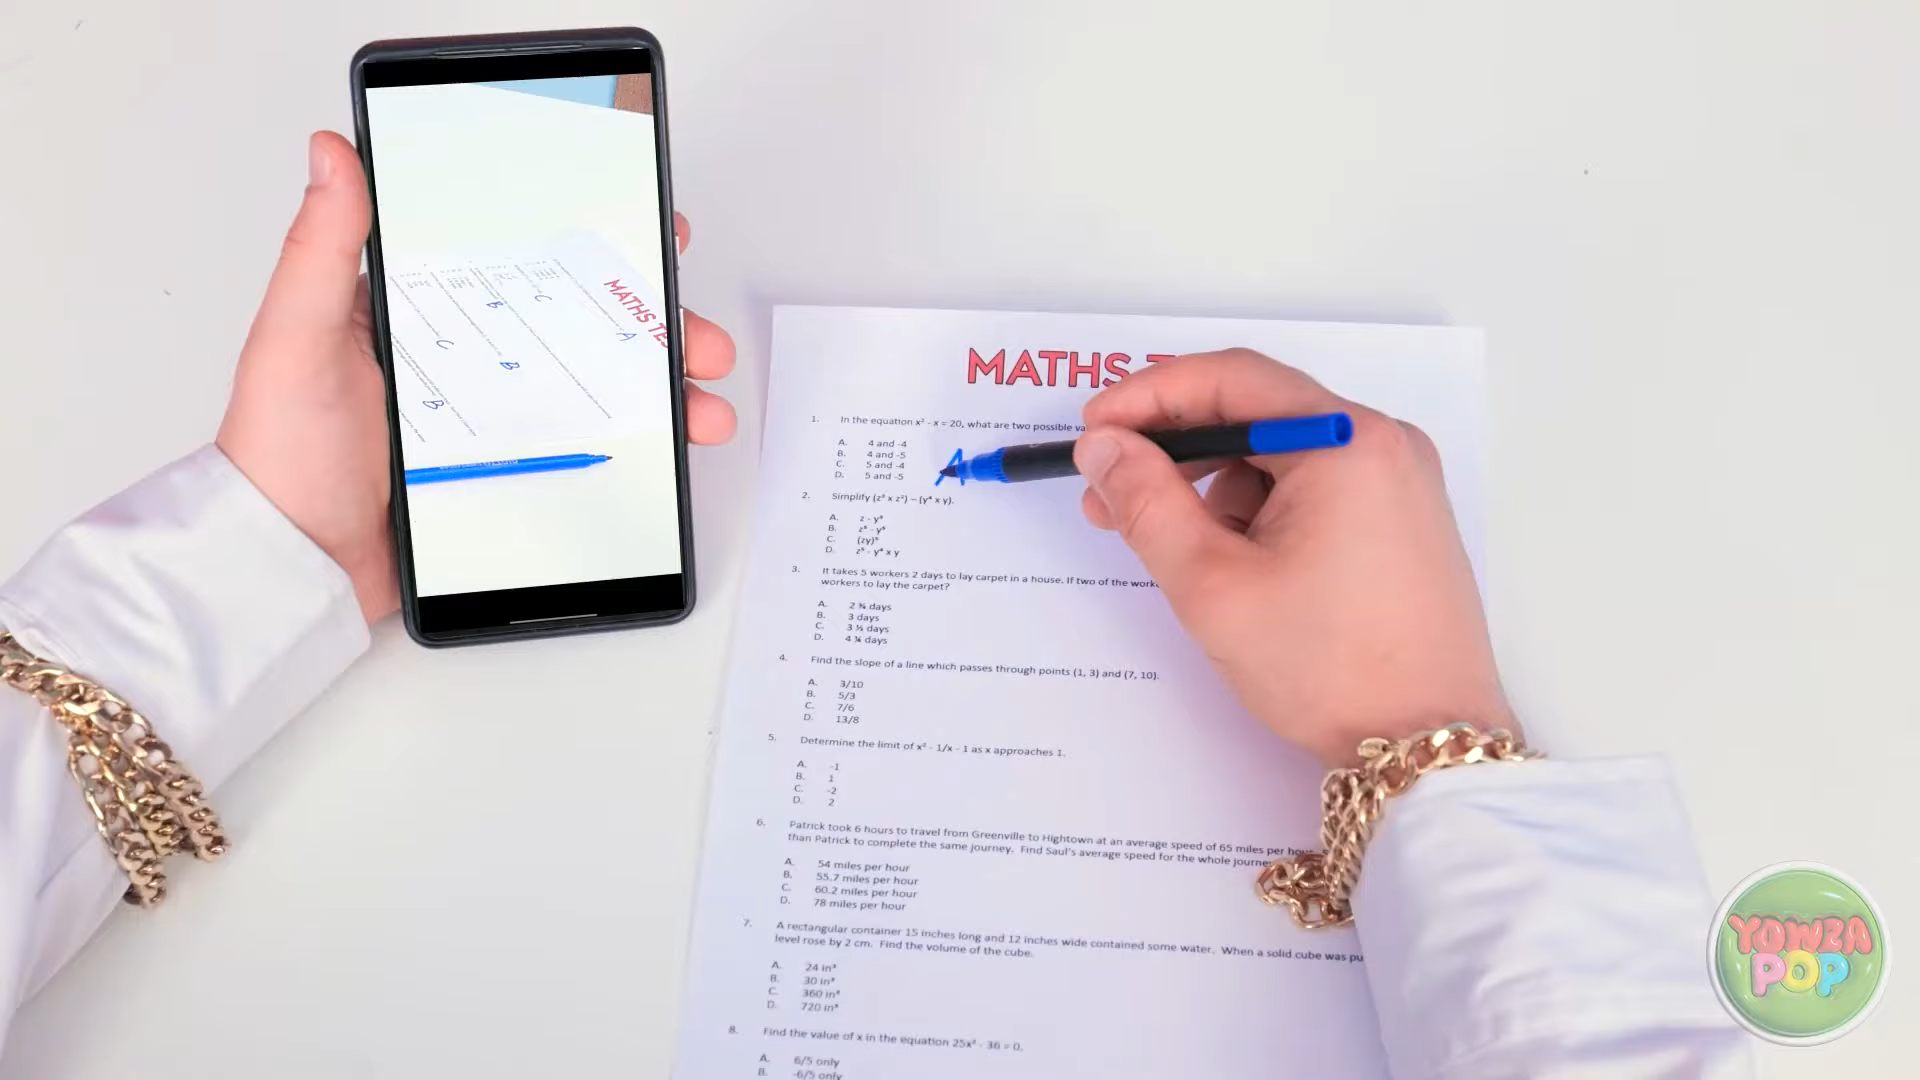 MATHS TES
A
C
B
B
C
B
MATHS T
1. In the equation x² - x = 20, what are two possible va
A. 4 and -4
B. 4 and -5
C. 5 and -4
D. 5 and -5
A
2. Simplify (z³ x z²) – (y⁴ x y).
A. z - y⁵
B. z⁵ - y⁵
C. (zy)⁵
D. z⁵ - y⁴ x y
3. It takes 5 workers 2 days to lay carpet in a house. If two of the work
workers to lay the carpet?
A. 2 ¾ days
B. 3 days
C. 3 ⅓ days
D. 4 ¼ days
4. Find the slope of a line which passes through points (1, 3) and (7, 10).
A. 3/10
B. 5/3
C. 7/6
D. 13/8
5. Determine the limit of x² - 1/x - 1 as x approaches 1.
A. -1
B. 1
C. -2
D. 2
6. Patrick took 6 hours to travel from Greenville to Hightown at an average speed of 65 miles per hour.
than Patrick to complete the same journey. Find Saul's average speed for the whole journe
A. 54 miles per hour
B. 55.7 miles per hour
C. 60.2 miles per hour
D. 78 miles per hour
7. A rectangular container 15 inches long and 12 inches wide contained some water. When a solid cube was pu
level rose by 2 cm. Find the volume of the cube.
A. 24 in³
B. 30 in³
C. 360 in³
D. 720 in³
8. Find the value of x in the equation 25x² - 36 = 0.
A. 6/5 only
B. -6/5 only
YOWZA
POP